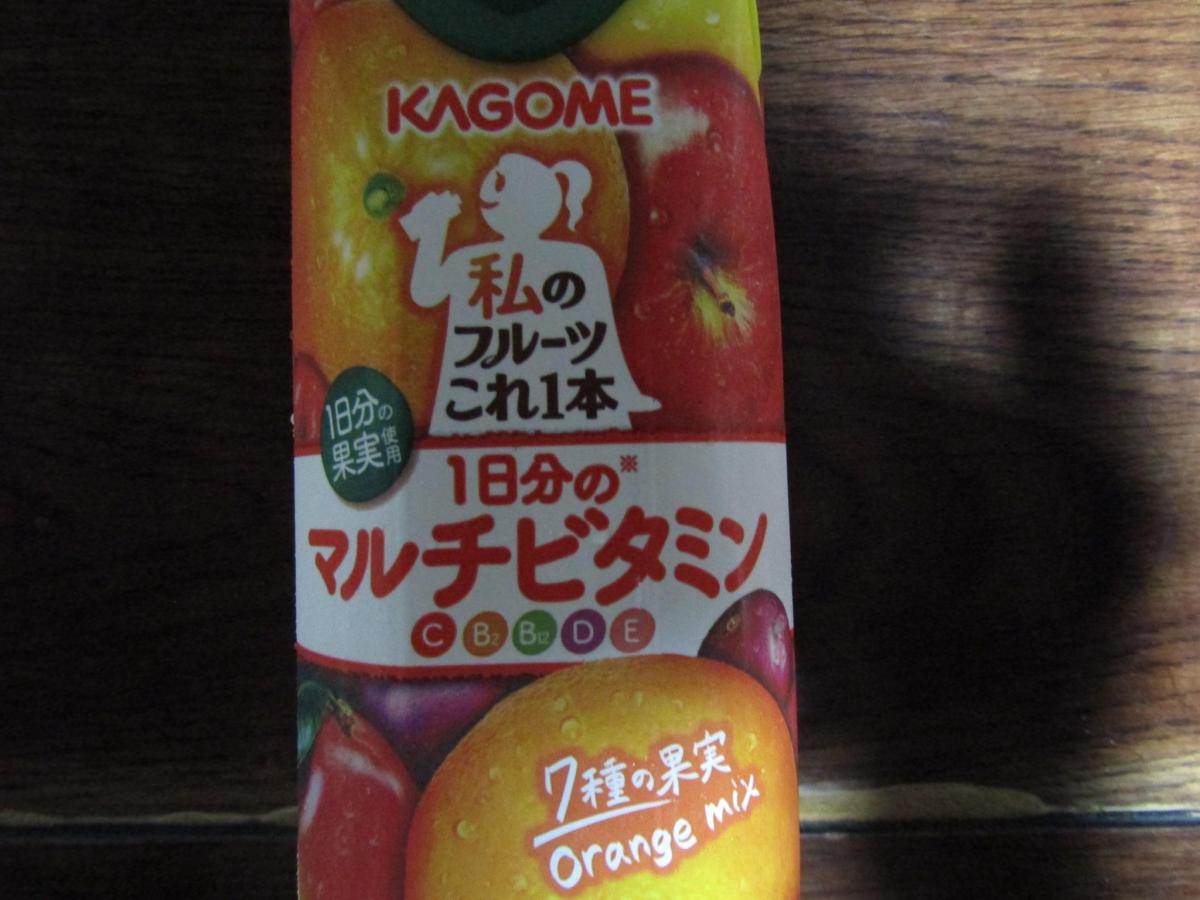 KAGOME
私の
フルーツ
これ1本
1日分の
果実使用
1日分の※
マルチビタミン
C B2 B12 D E
7種の果実
orange mix